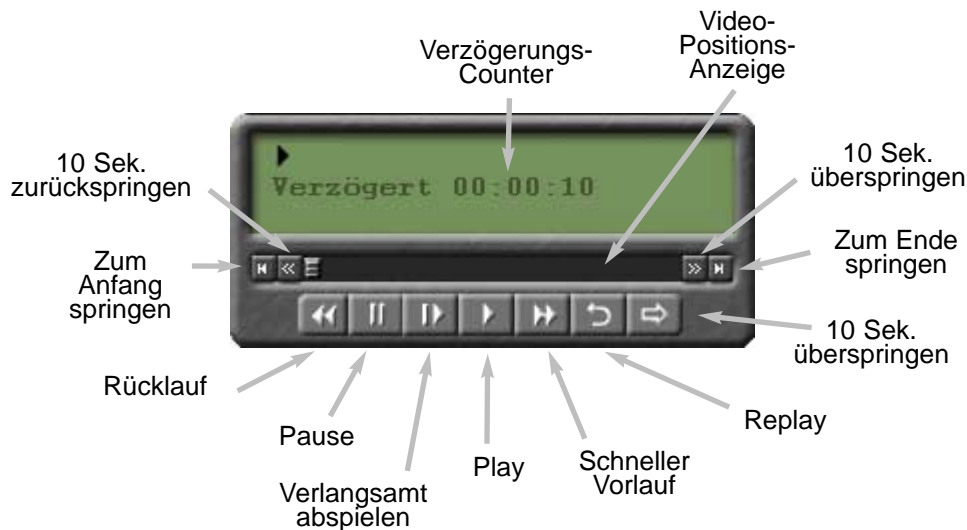 Video-
Positions-
Anzeige
Verzögerungs-
Counter
10 Sek.
zurückspringen
10 Sek.
überspringen
Verzögert 00:00:10
Zum
Anfang
springen
Zum Ende
springen
10 Sek.
überspringen
Rücklauf
Pause
Verlangsamt
abspielen
Play
Schneller
Vorlauf
Replay